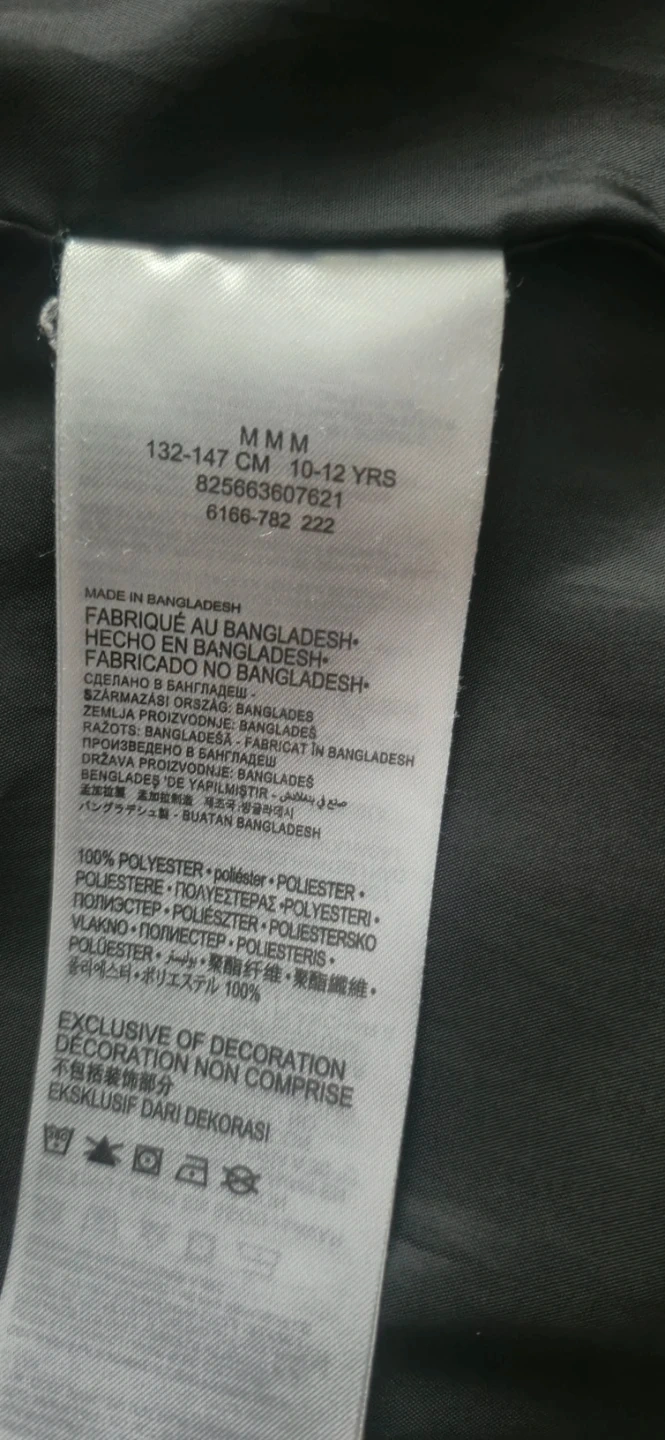 M M M
132-147 CM 10-12 YRS
825663607621
6166-782 222
MADE IN BANGLADESH
FABRIQUÉ AU BANGLADESH•
HECHO EN BANGLADESH•
FABRICADO NO BANGLADESH•
СДЕЛАНО В БАНГЛАДЕШ -
SZÁRMAZÁSI ORSZÁG: BANGLADES
ZEMLJA PROIZVODNJE: BANGLADEŠ
RAŽOTS: BANGLADEŠĀ - FABRICAT ÎN BANGLADESH
ПРОИЗВЕДЕНО В БАНГЛАДЕШ
DRŽAVA PROIZVODNJE: BANGLADEŠ
BENGLADEŞ 'DE YAPILMIŞTIR - صنع في بنغلاديش
孟加拉製 孟加拉制造 제조국:방글라데시
バングラデシュ製 - BUATAN BANGLADESH
100% POLYESTER • poliéster • POLIESTER •
POLIESTERE • ΠΟΛΥΕΣΤΕΡΑΣ •POLYESTERI •
ПОЛИЭСТЕР • POLIÉSZTER • POLIESTERSKO
VLAKNO • ПОЛИЕСТЕР • POLIESTERIS •
POLÜESTER • بوليستر • 聚酯纤维 • 聚酯纖維 •
폴리에스터 • ポリエステル 100%
EXCLUSIVE OF DECORATION
DÉCORATION NON COMPRISE
不包括装饰部分
EKSKLUSIF DARI DEKORASI